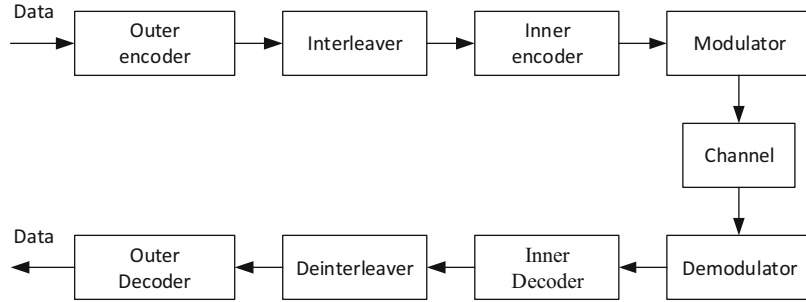 Data
Outer
encoder
Interleaver
Inner
encoder
Modulator
Channel
Data
Outer
Decoder
Deinterleaver
Inner
Decoder
Demodulator